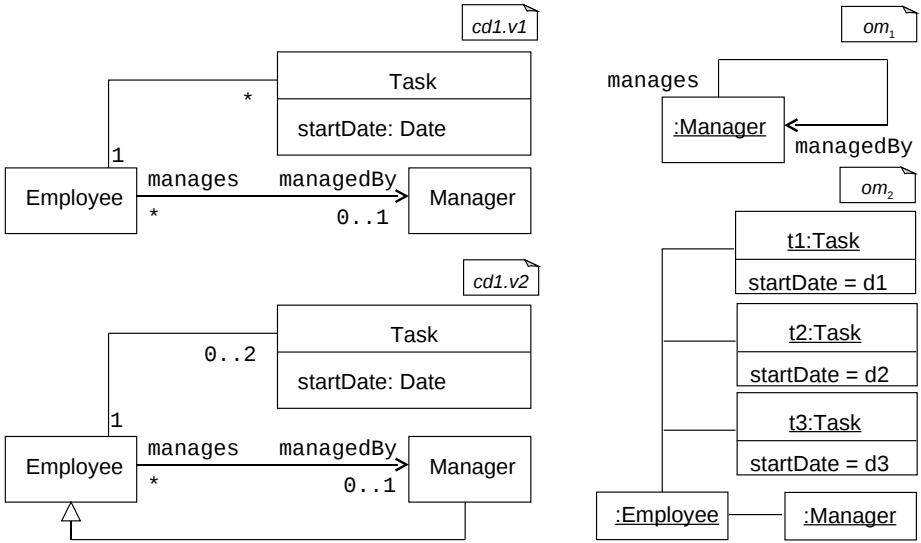 cd1.v1
Task
*
startDate: Date
1
Employee
manages
managedBy
Manager
*
0..1
cd1.v2
Task
0..2
startDate: Date
1
Employee
manages
managedBy
Manager
*
0..1
om1
manages
:Manager
managedBy
om2
t1:Task
startDate = d1
t2:Task
startDate = d2
t3:Task
startDate = d3
:Employee
:Manager